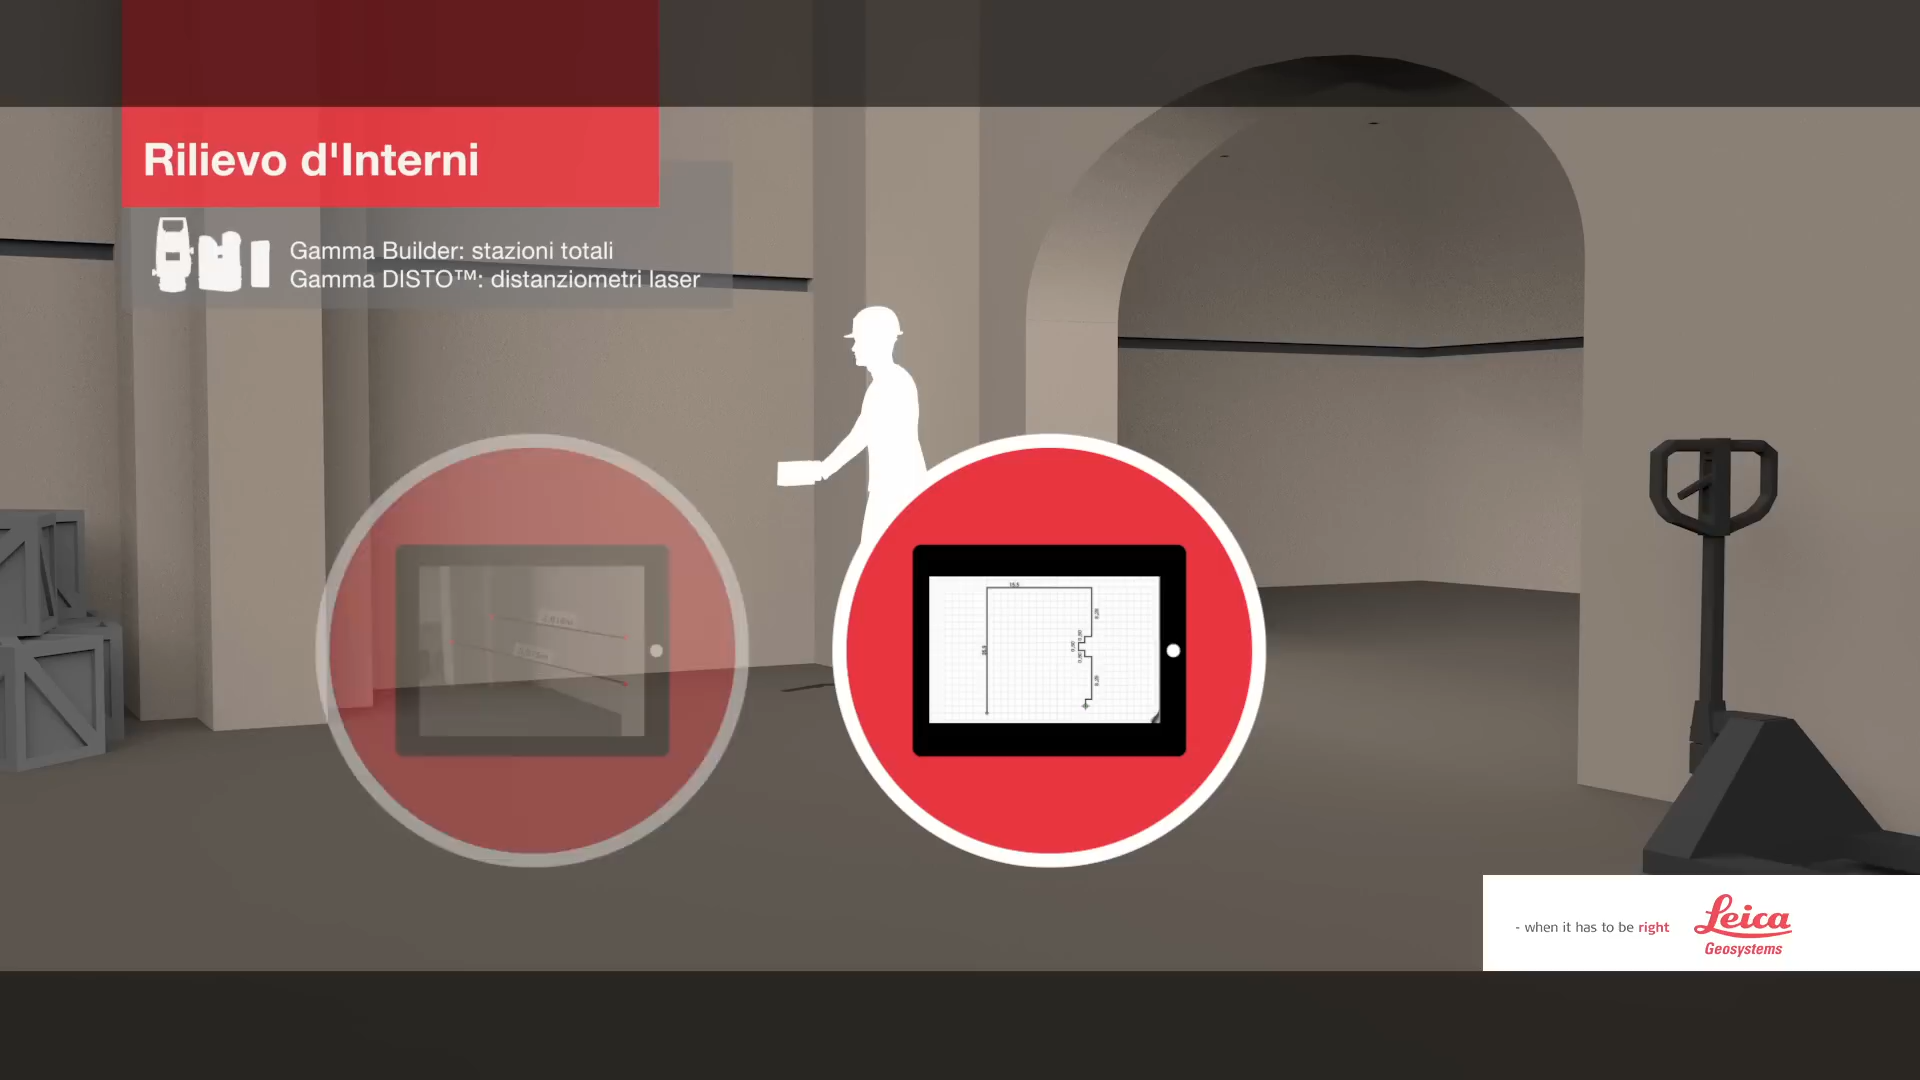 Rilievo d'Interni
Gamma Builder: stazioni totali
Gamma DISTO™: distanziometri laser
- when it has to be right
Leica
Geosystems